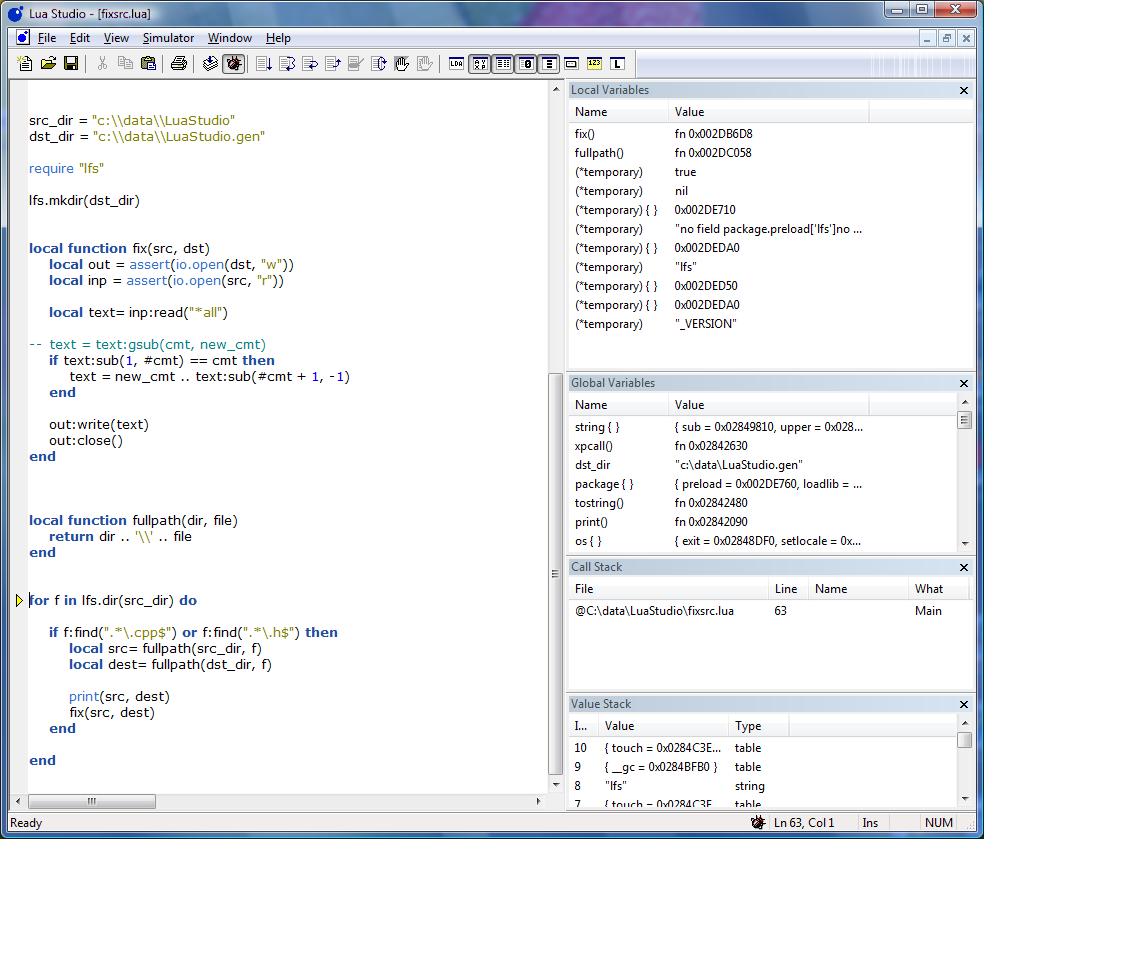 Lua Studio - [fixsrc.lua]
File Edit View Simulator Window Help
src_dir = "c:\\data\\LuaStudio"
dst_dir = "c:\\data\\LuaStudio.gen"
require "lfs"
lfs.mkdir(dst_dir)
local function fix(src, dst)
local out = assert(io.open(dst, "w"))
local inp = assert(io.open(src, "r"))
local text= inp:read("*all")
-- text = text:gsub(cmt, new_cmt)
if text:sub(1, #cmt) == cmt then
text = new_cmt .. text:sub(#cmt + 1, -1)
end
out:write(text)
out:close()
end
local function fullpath(dir, file)
return dir .. '\\' .. file
end
for f in lfs.dir(src_dir) do
if f:find(".*\.cpp$") or f:find(".*\.h$") then
local src= fullpath(src_dir, f)
local dest= fullpath(dst_dir, f)
print(src, dest)
fix(src, dest)
end
end
Local Variables
Name Value
fix() fn 0x002DB6D8
fullpath() fn 0x002DC058
(*temporary) true
(*temporary) nil
(*temporary) { } 0x002DE710
(*temporary) "no field package.preload['lfs']no ...
(*temporary) { } 0x002DEDA0
(*temporary) "lfs"
(*temporary) { } 0x002DED50
(*temporary) { } 0x002DEDA0
(*temporary) "_VERSION"
Global Variables
Name Value
string { } { sub = 0x02849810, upper = 0x028...
xpcall() fn 0x02842630
dst_dir "c:\data\LuaStudio.gen"
package { } { preload = 0x002DE760, loadlib = ...
tostring() fn 0x02842480
print() fn 0x02842090
os { } { exit = 0x02848DF0, setlocale = 0x...
Call Stack
File Line Name What
@C:\data\LuaStudio\fixsrc.lua 63 Main
Value Stack
I... Value Type
10 { touch = 0x0284C3E... table
9 { __gc = 0x0284BFB0 } table
8 "lfs" string
7 { touch = 0x0284C3E... table
Ready Ln 63, Col 1 Ins NUM